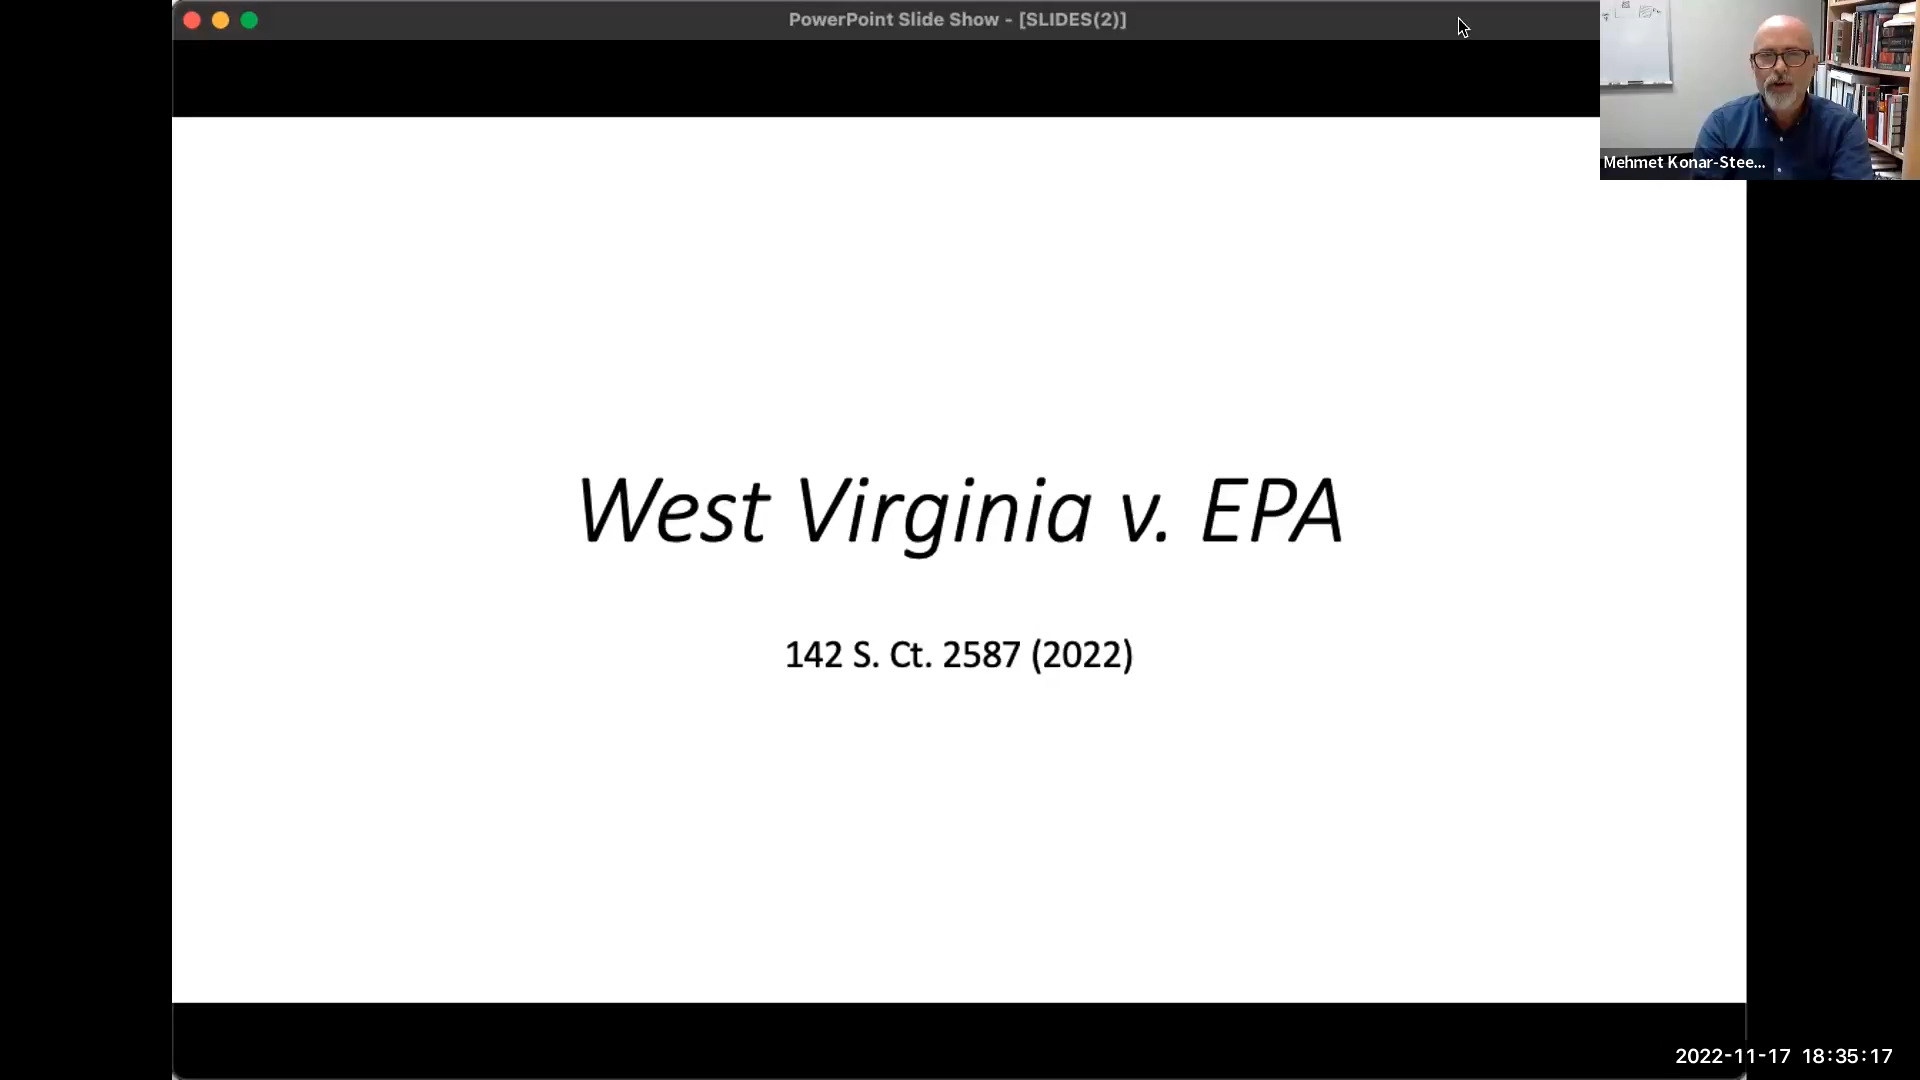 PowerPoint Slide Show - [SLIDES(2)]
Mehmet Konar-Stee...
West Virginia v. EPA
142 S. Ct. 2587 (2022)
2022-11-17 18:35:17